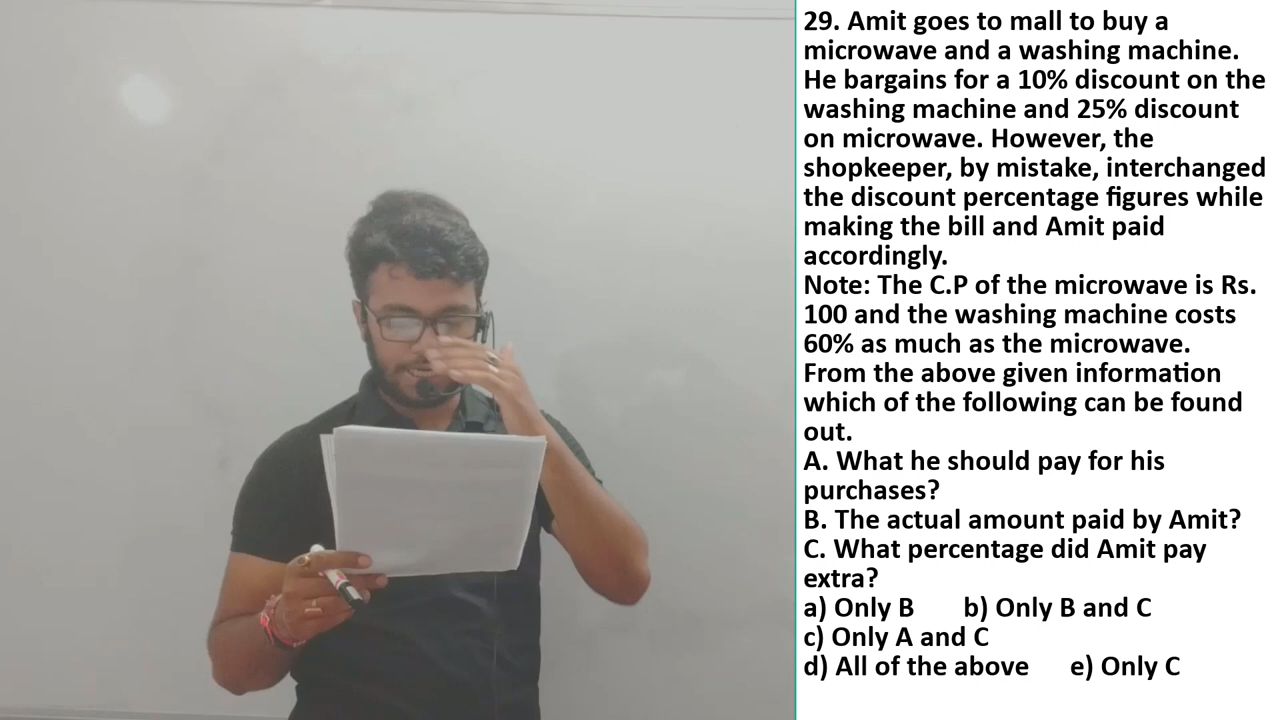 29. Amit goes to mall to buy a
microwave and a washing machine.
He bargains for a 10% discount on the
washing machine and 25% discount
on microwave. However, the
shopkeeper, by mistake, interchanged
the discount percentage figures while
making the bill and Amit paid
accordingly.
Note: The C.P of the microwave is Rs.
100 and the washing machine costs
60% as much as the microwave.
From the above given information
which of the following can be found
out.
A. What he should pay for his
purchases?
B. The actual amount paid by Amit?
C. What percentage did Amit pay
extra?
a) Only B b) Only B and C
c) Only A and C
d) All of the above e) Only C